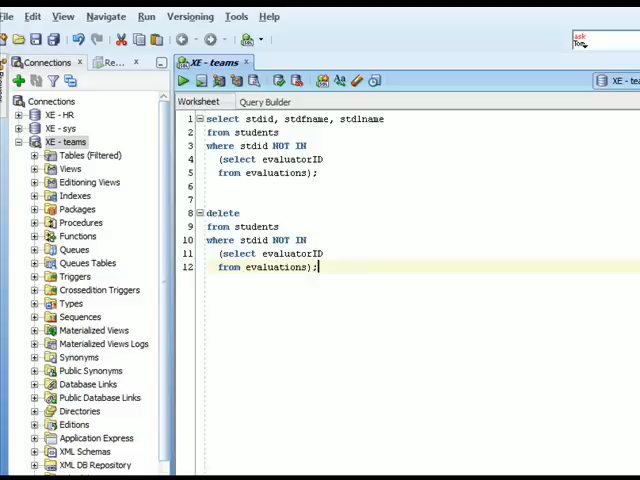 File Edit View Navigate Run Versioning Tools Help
ask
Tom
Connections Re...
XE - teams
XE - tea
Worksheet Query Builder
Connections
XE - HR
XE - sys
XE - teams
Tables (Filtered)
Views
Editioning Views
Indexes
Packages
Procedures
Functions
Queues
Queues Tables
Triggers
Crossedition Triggers
Types
Sequences
Materialized Views
Materialized Views Logs
Synonyms
Public Synonyms
Database Links
Public Database Links
Directories
Editions
Application Express
XML Schemas
XML DB Repository
1 select stdid, stdfname, stdlname
2 from students
3 where stdid NOT IN
4 (select evaluatorID
5 from evaluations);
6
7
8 delete
9 from students
10 where stdid NOT IN
11 (select evaluatorID
12 from evaluations);